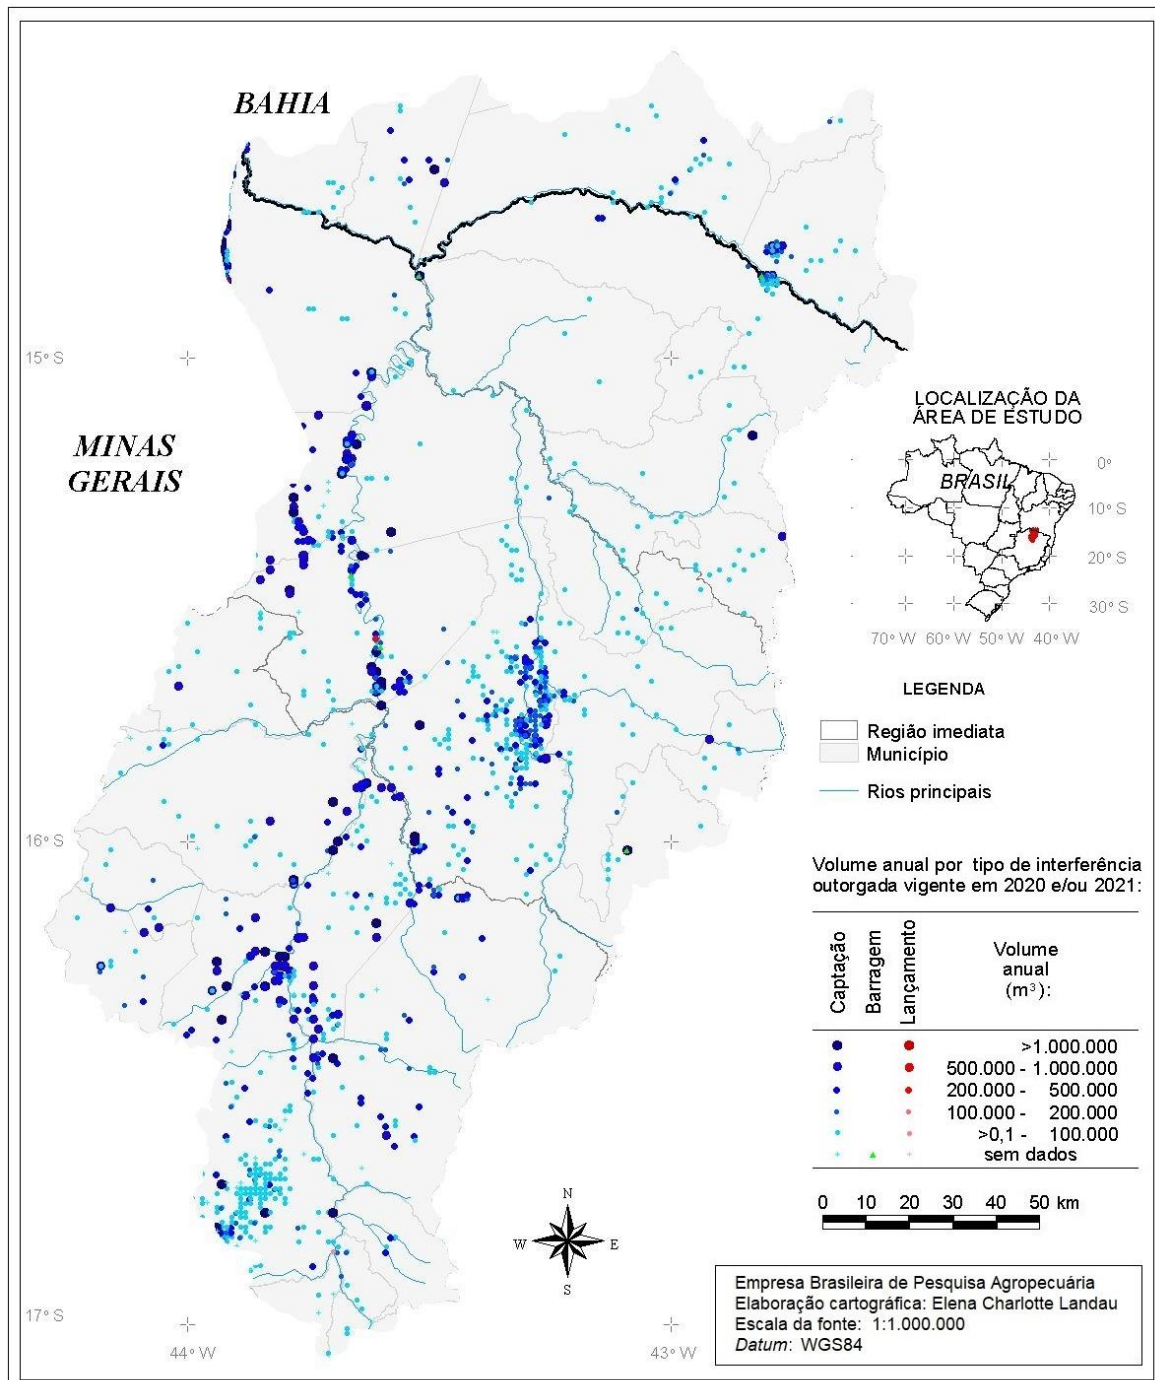 BAHIA
15° S
MINAS
GERAIS
16° S
17° S
44° W
43° W
LOCALIZAÇÃO DA
ÁREA DE ESTUDO
BRASIL
0°
10° S
20° S
30° S
70° W 60° W 50° W 40° W
LEGENDA
Região imediata
Município
Rios principais
Volume anual por tipo de interferência
outorgada vigente em 2020 e/ou 2021:
Captação
Barragem
Lançamento
Volume
anual
(m³):
>1.000.000
500.000 - 1.000.000
200.000 - 500.000
100.000 - 200.000
>0,1 - 100.000
sem dados
0 10 20 30 40 50 km
N
W E
S
Empresa Brasileira de Pesquisa Agropecuária
Elaboração cartográfica: Elena Charlotte Landau
Escala da fonte: 1:1.000.000
Datum: WGS84